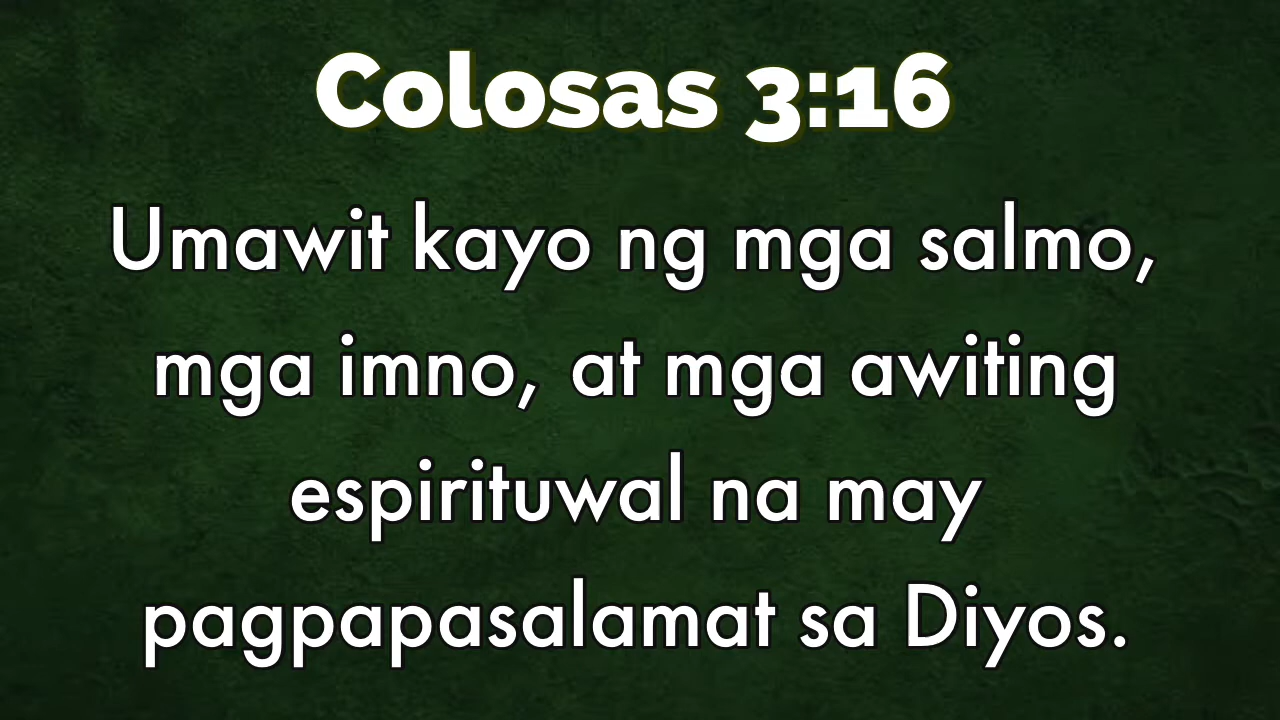 Colosas 3:16
Umawit kayo ng mga salmo,
mga imno, at mga awiting
espirituwal na may
pagpapasalamat sa Diyos.